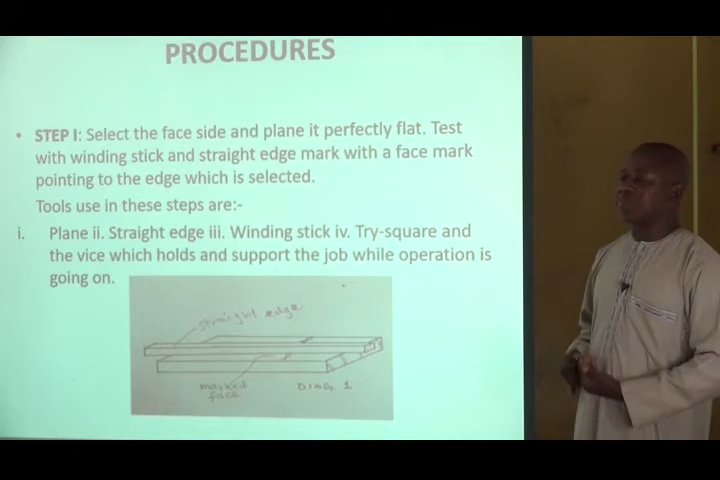 PROCEDURES
• STEP I: Select the face side and plane it perfectly flat. Test
with winding stick and straight edge mark with a face mark
pointing to the edge which is selected.
Tools use in these steps are:-
i. Plane ii. Straight edge iii. Winding stick iv. Try-square and
the vice which holds and support the job while operation is
going on.
straight edge
marked
face
DIAG. 1